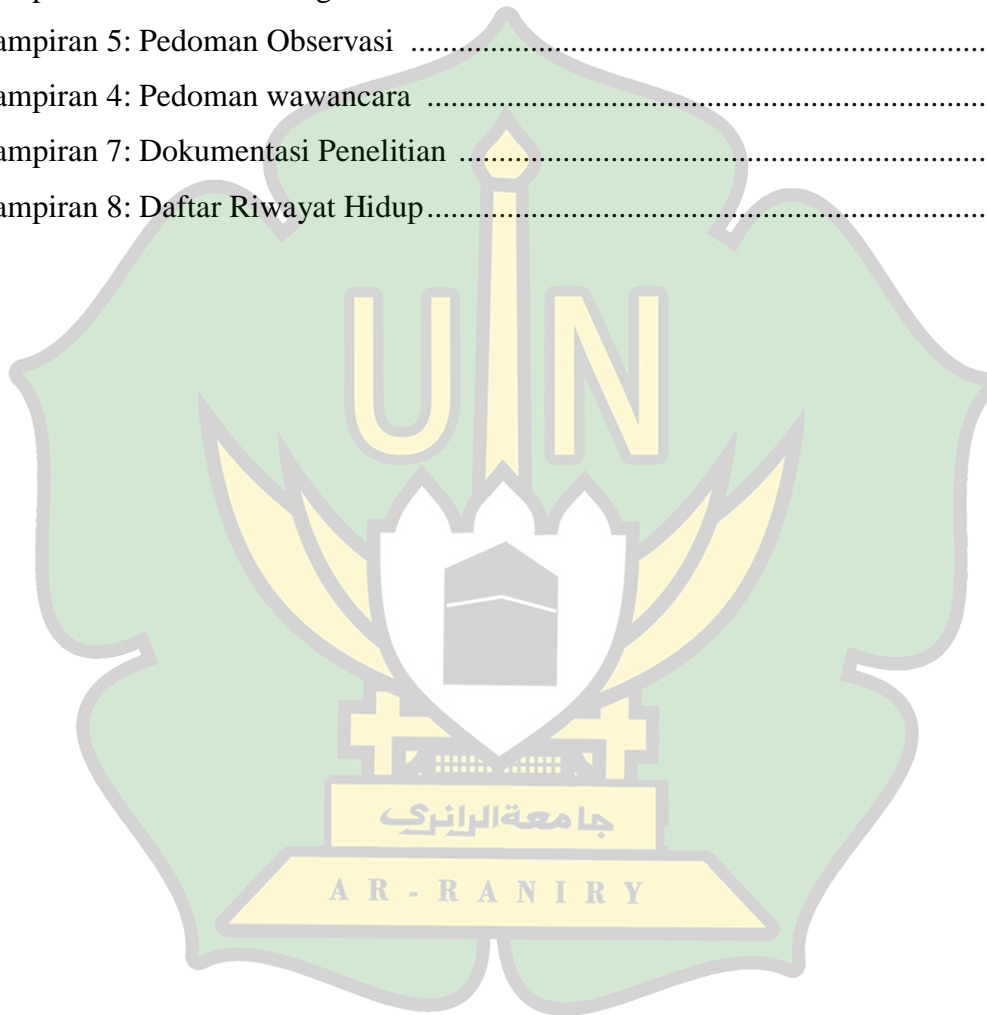 ampiran 5: Pedoman Observasi ........................................................................
ampiran 4: Pedoman wawancara ......................................................................
ampiran 7: Dokumentasi Penelitian ..................................................................
ampiran 8: Daftar Riwayat Hidup......................................................................
UIN
جامعة الرانري
AR - RANIRY